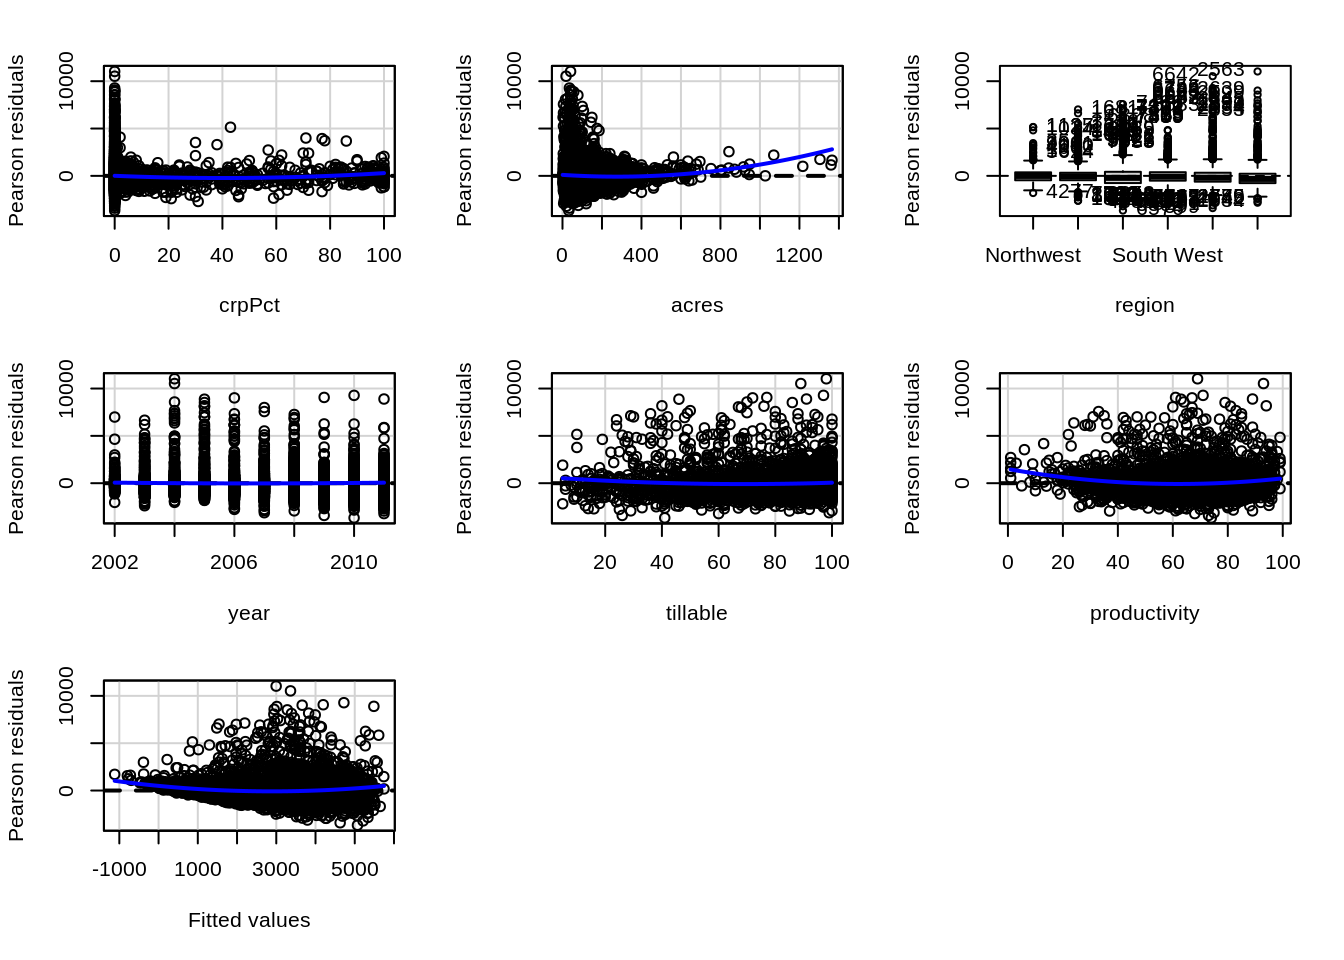 Pearson residuals
10000
0
0 20 40 60 80 100
crpPct
Pearson residuals
10000
0
0 400 800 1200
acres
Pearson residuals
10000
0
6642
2563
4277
Northwest South West
region
Pearson residuals
10000
0
2002 2006 2010
year
Pearson residuals
10000
0
20 40 60 80 100
tillable
Pearson residuals
10000
0
0 20 40 60 80 100
productivity
Pearson residuals
10000
0
-1000 1000 3000 5000
Fitted values